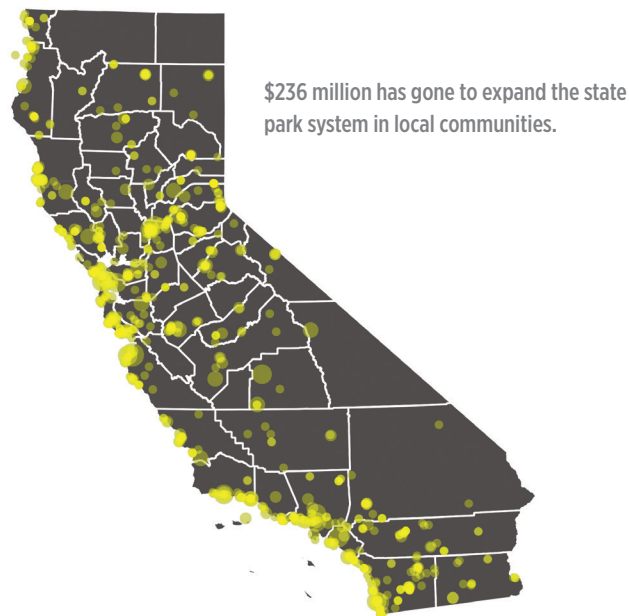 $236 million has gone to expand the state
park system in local communities.